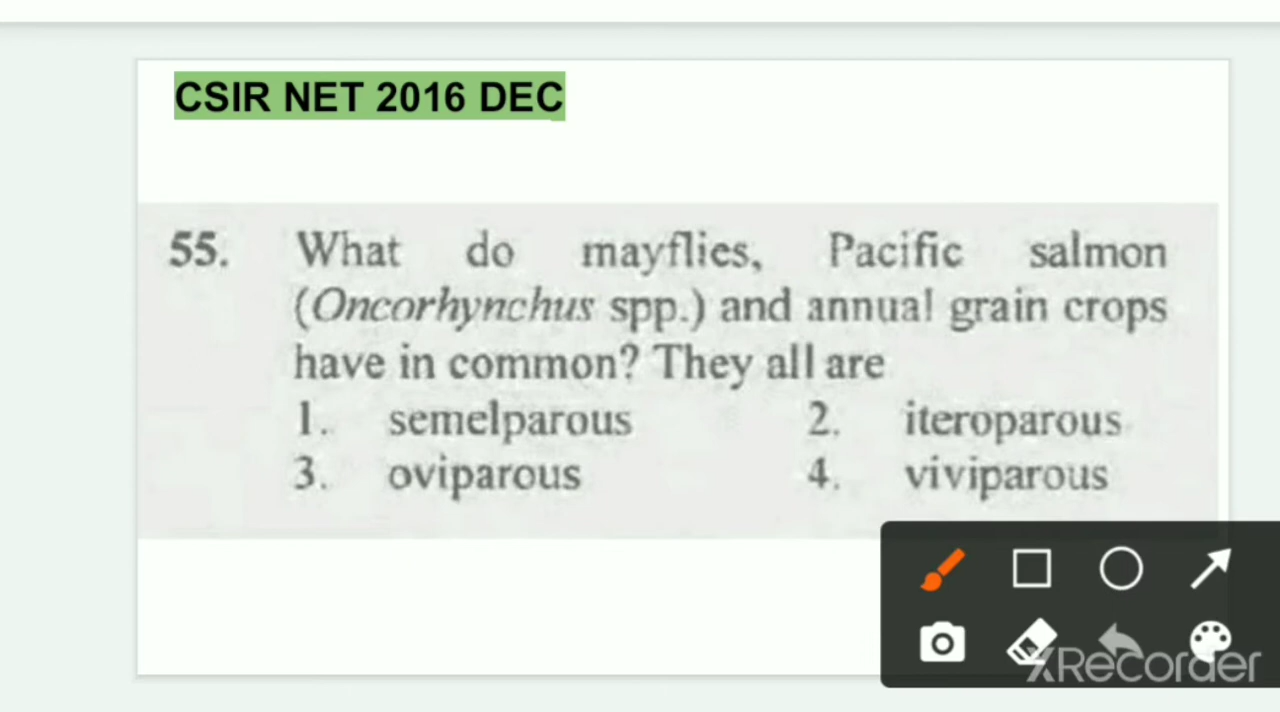 CSIR NET 2016 DEC
55. What do mayflies, Pacific salmon
(Oncorhynchus spp.) and annual grain crops
have in common? They all are
1. semelparous 2. iteroparous
3. oviparous 4. viviparous
XRecorder